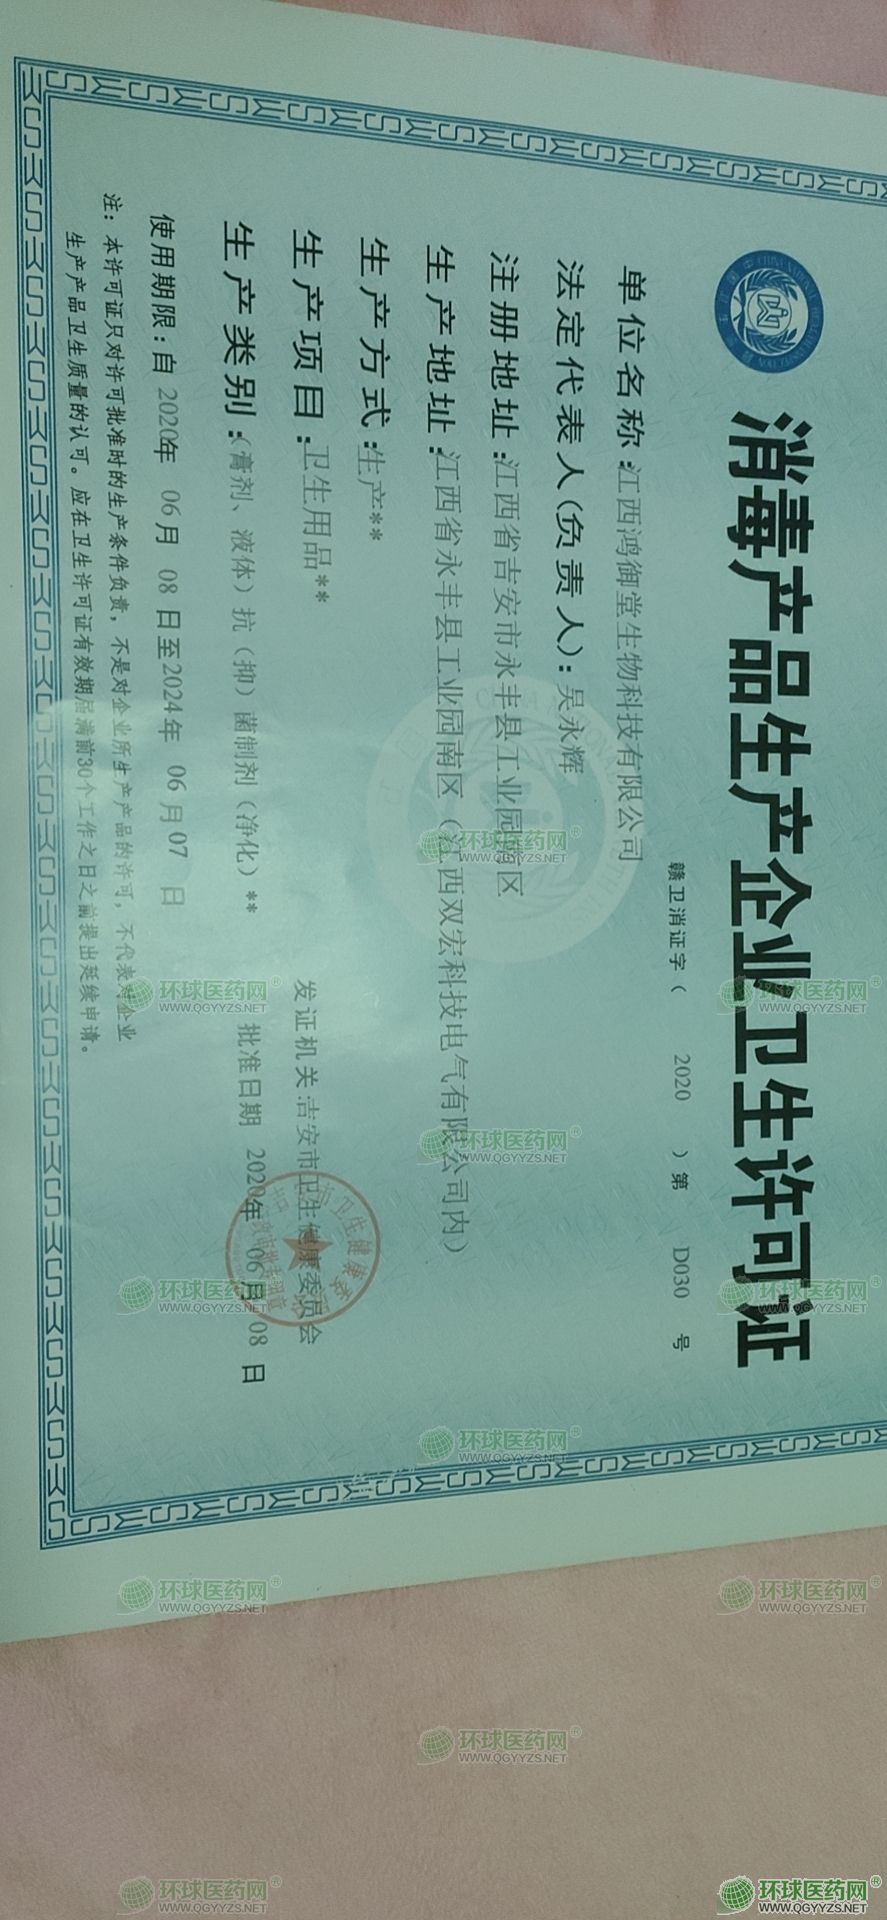 消毒产品生产企业卫生许可证
赣卫消证字（ 2020 ）第 D030 号
单位名称：江西鸿御堂生物科技有限公司
法定代表人(负责人)：吴永辉
注册地址：江西省吉安市永丰县工业园南区
生产地址：江西省永丰县工业园南区（江西双宏科技电气有限公司内）
生产方式：生产**
生产项目：卫生用品**
生产类别：（膏剂、液体）抗（抑）菌制剂（净化）**
使用期限：自 2020年 06月 08 日至2024年 06月07 日
发证机关:吉安市卫生健康委员会
批准日期 2020年 06月 08 日
注：本许可证只对许可批准时的生产条件负责，不是对企业所生产产品的许可，不代表对企业
生产产品卫生质量的认可。应在卫生许可证有效期届满前30个工作之日之前提出延续申请。
环球医药网®
WWW.QGYYZS.NET